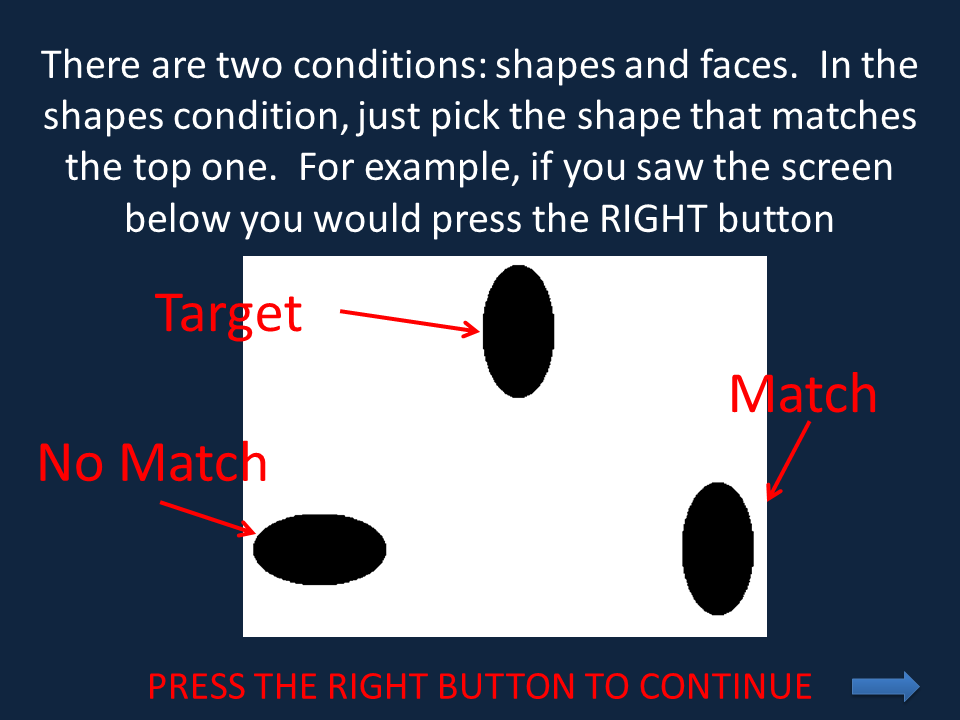 There are two conditions: shapes and faces.  In the
shapes condition, just pick the shape that matches
the top one.  For example, if you saw the screen
below you would press the RIGHT button
Target
Match
No Match
PRESS THE RIGHT BUTTON TO CONTINUE